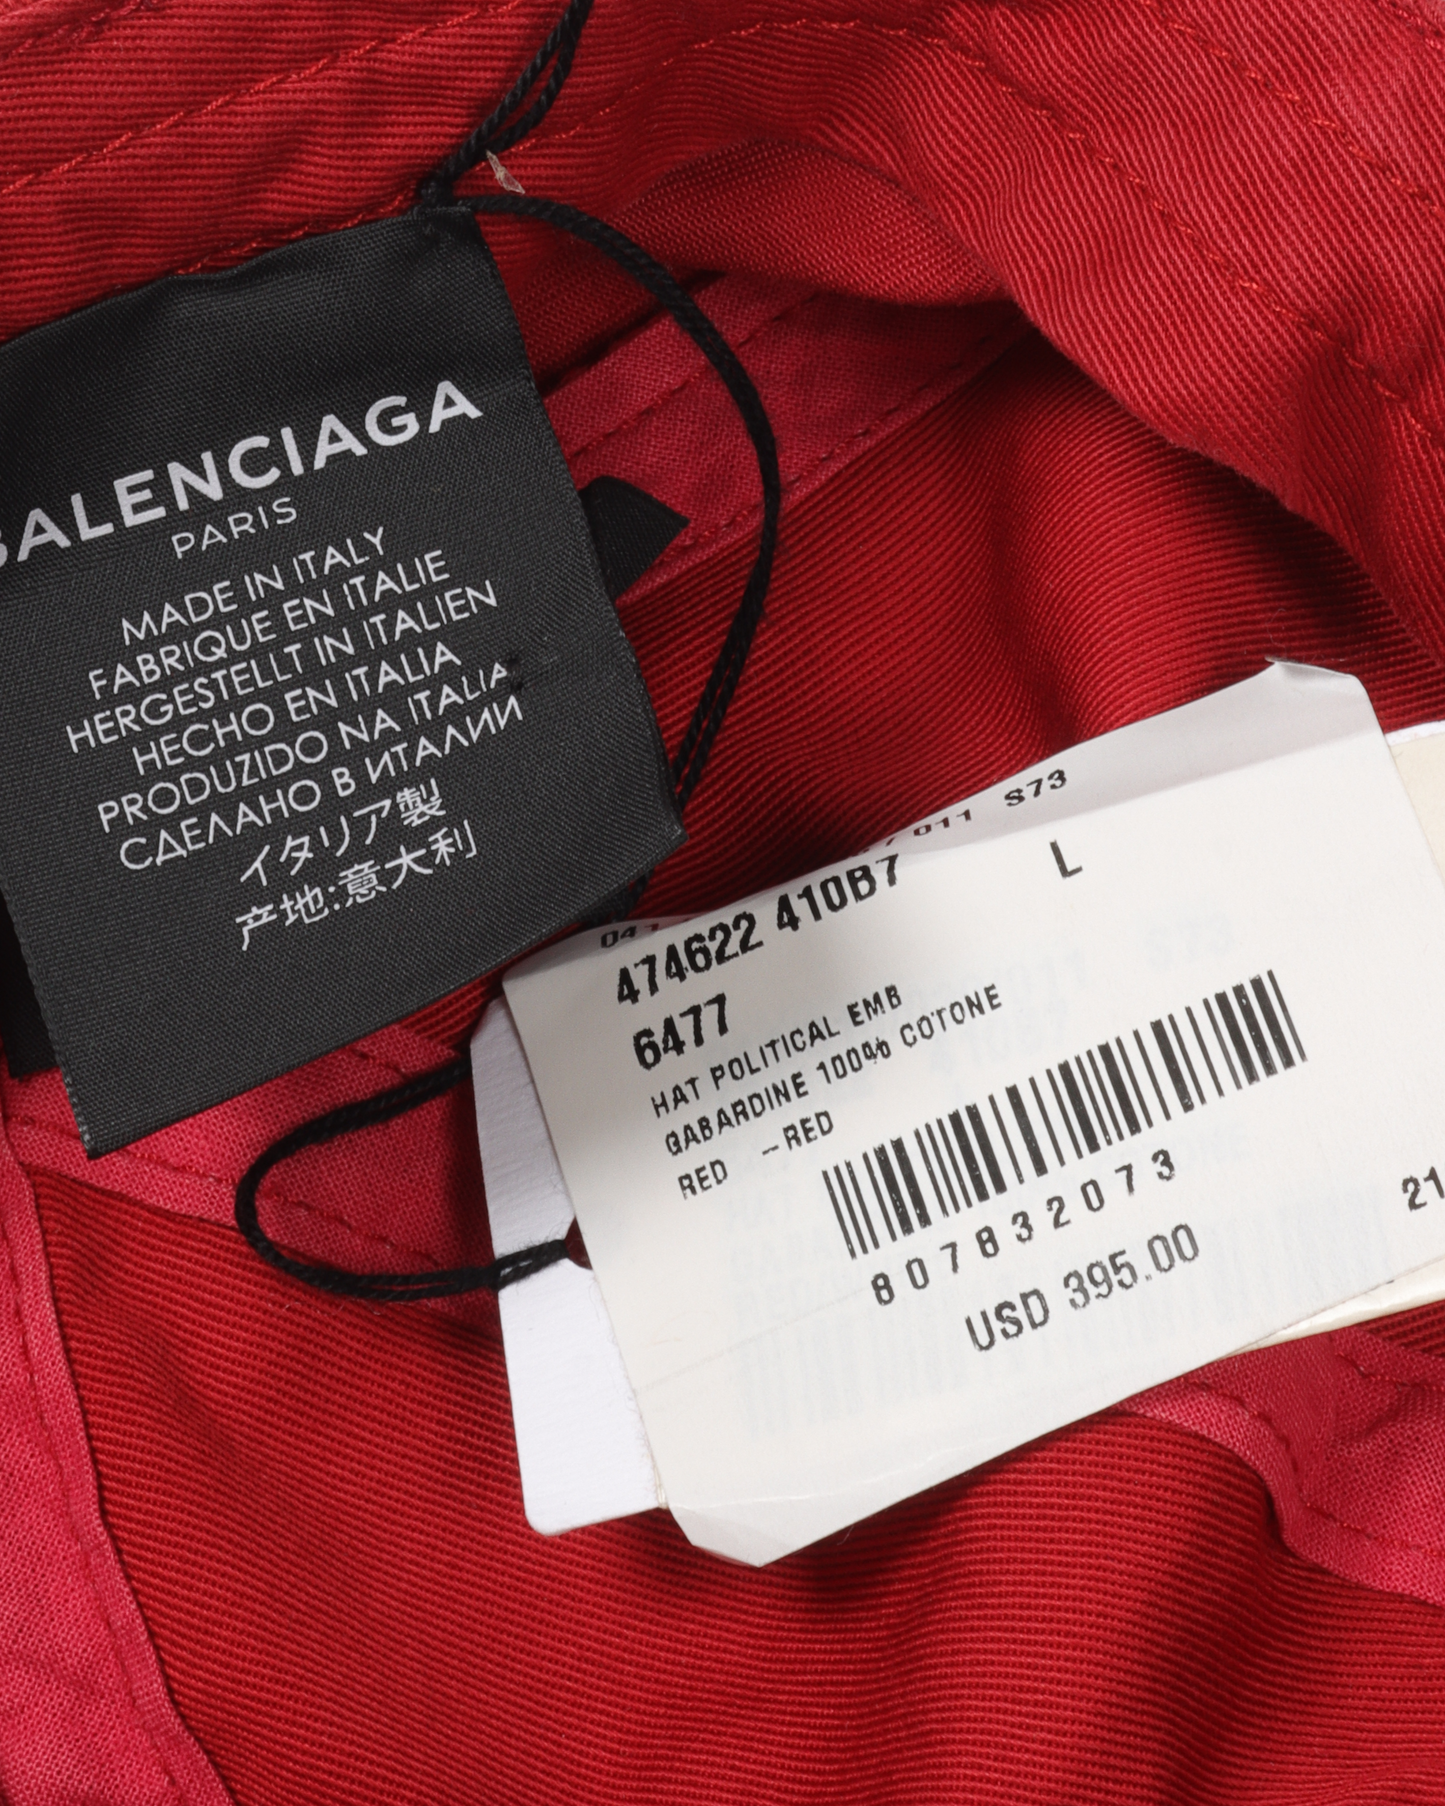 BALENCIAGA
PARIS
MADE IN ITALY
FABRIQUE EN ITALIE
HERGESTELLT IN ITALIEN
HECHO EN ITALIA
PRODUZIDO NA ITALIA
СДЕЛАНО В ИТАЛИИ
イタリア製
产地:意大利
011 S73
474622 410B7 L
6477
HAT POLITICAL EMB
GABARDINE 100% COTONE
RED -RED
807832073
USD 395.00
21